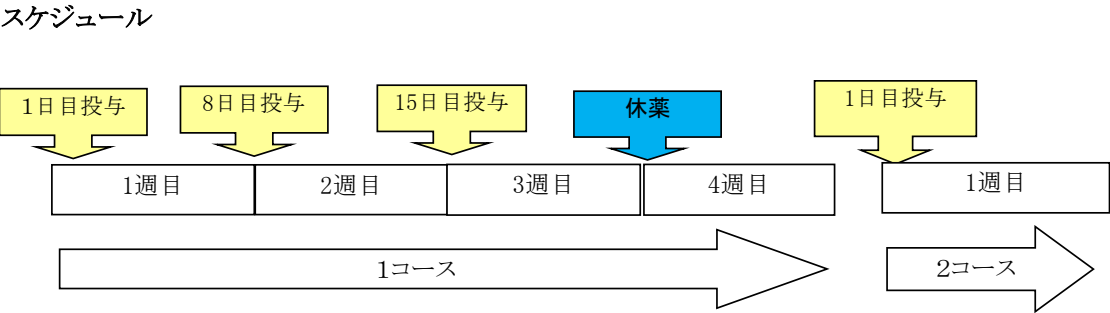 スケジュール
1日目投与
8日目投与
15日目投与
休薬
1日目投与
1週目
2週目
3週目
4週目
1週目
1コース
2コース